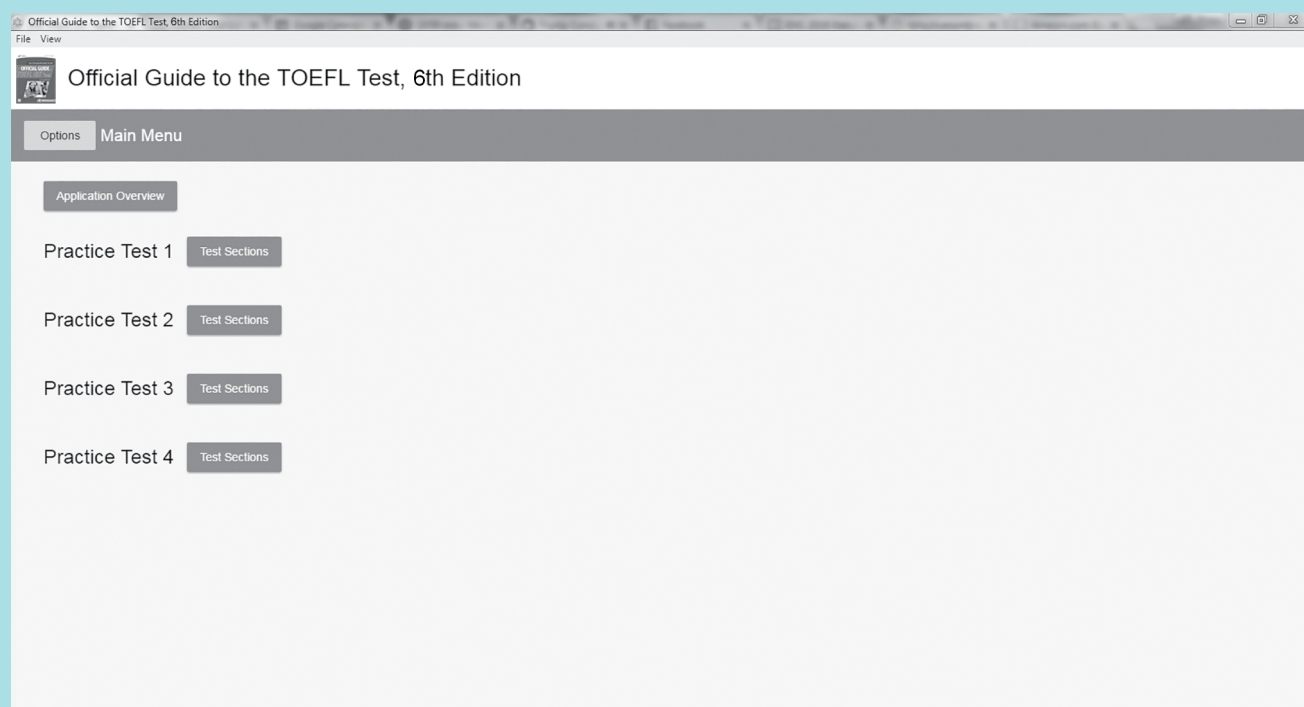 Official Guide to the TOEFL Test, 6th Edition
File View
OFFICIAL GUIDE
Official Guide to the TOEFL Test, 6th Edition
Options Main Menu
Application Overview
Practice Test 1 Test Sections
Practice Test 2 Test Sections
Practice Test 3 Test Sections
Practice Test 4 Test Sections